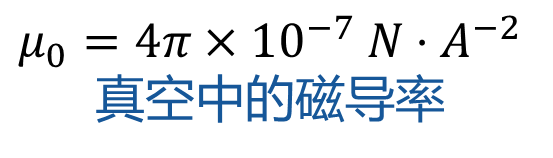 μ₀ = 4π × 10⁻⁷ N · A⁻²
真空中的磁导率